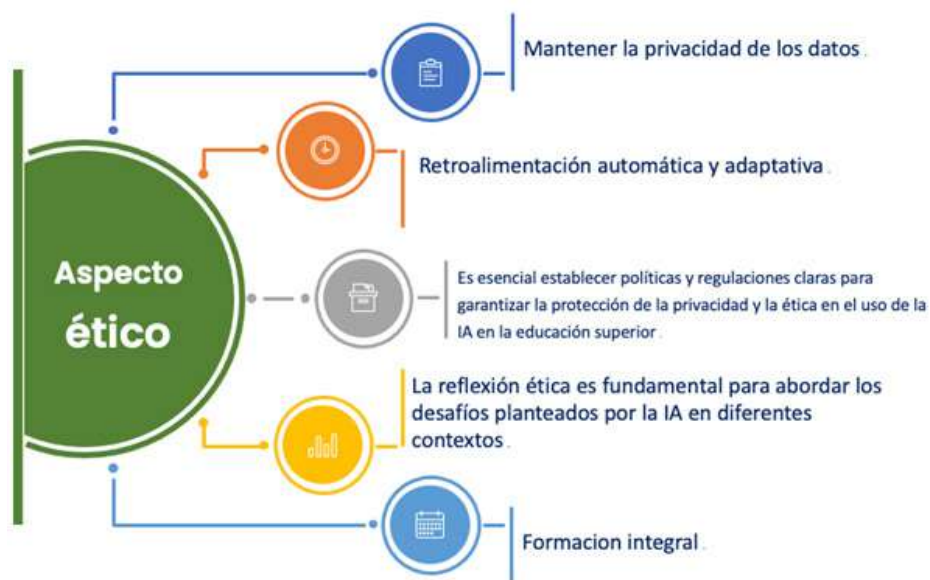 Mantener la privacidad de los datos.
Retroalimentación automática y adaptativa.
Aspecto
ético
Es esencial establecer políticas y regulaciones claras para
garantizar la protección de la privacidad y la ética en el uso de la
IA en la educación superior.
La reflexión ética es fundamental para abordar los
desafíos planteados por la IA en diferentes
contextos.
Formacion integral.